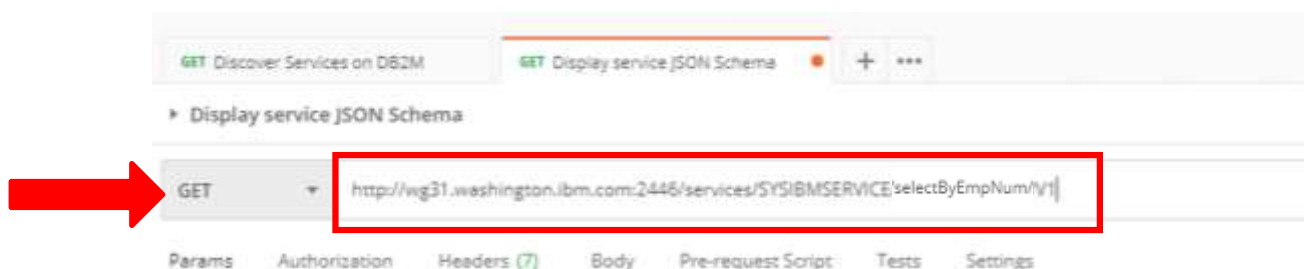 GET Discover Services on DB2M GET Display service JSON Schema + •••
▸ Display service JSON Schema
GET http://wg31.washington.ibm.com:2446/services/SYSIBMSERVICE'selectByEmpNum/V1
Params Authorization Headers (7) Body Pre-request Script Tests Settings